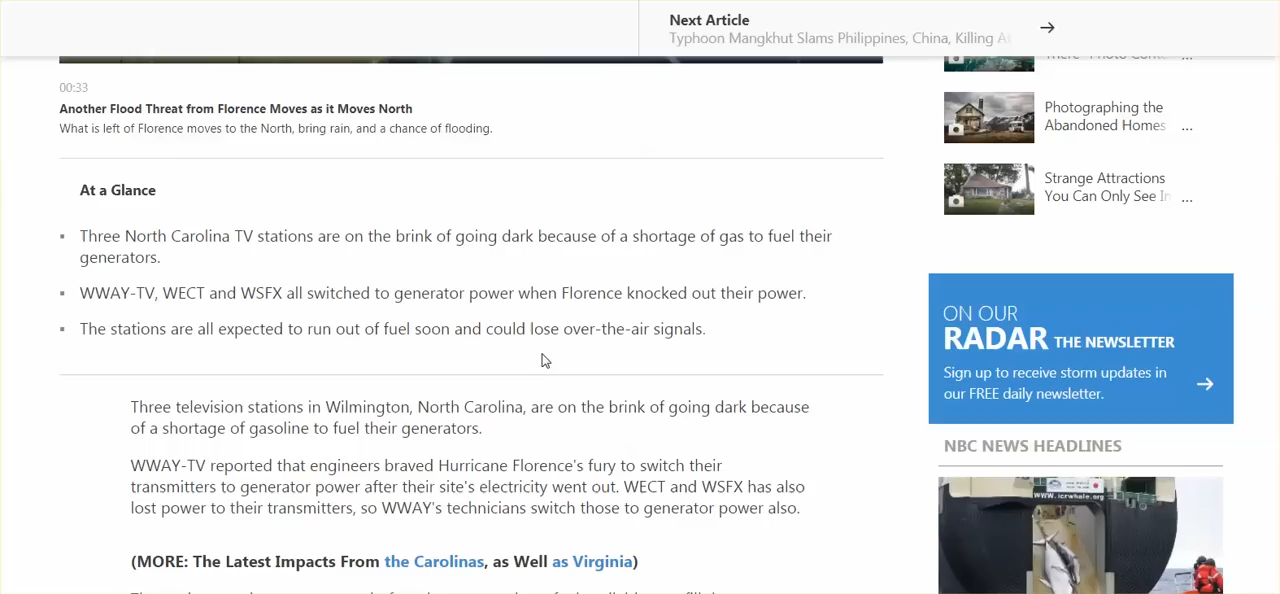 Next Article
Typhoon Mangkhut Slams Philippines, China, Killing
00:33
Another Flood Threat from Florence Moves as it Moves North
What is left of Florence moves to the North, bring rain, and a chance of flooding.
At a Glance
Three North Carolina TV stations are on the brink of going dark because of a shortage of gas to fuel their
generators.
WWAY-TV, WECT and WSFX all switched to generator power when Florence knocked out their power.
The stations are all expected to run out of fuel soon and could lose over-the-air signals.
Three television stations in Wilmington, North Carolina, are on the brink of going dark because
of a shortage of gasoline to fuel their generators.
WWAY-TV reported that engineers braved Hurricane Florence's fury to switch their
transmitters to generator power after their site's electricity went out. WECT and WSFX has also
lost power to their transmitters, so WWAY's technicians switch those to generator power also.
(MORE: The Latest Impacts From the Carolinas, as Well as Virginia)
...
Photographing the
Abandoned Homes ...
Strange Attractions
You Can Only See In ...
ON OUR
RADAR THE NEWSLETTER
Sign up to receive storm updates in
our FREE daily newsletter.
NBC NEWS HEADLINES
www.icrwhale.org